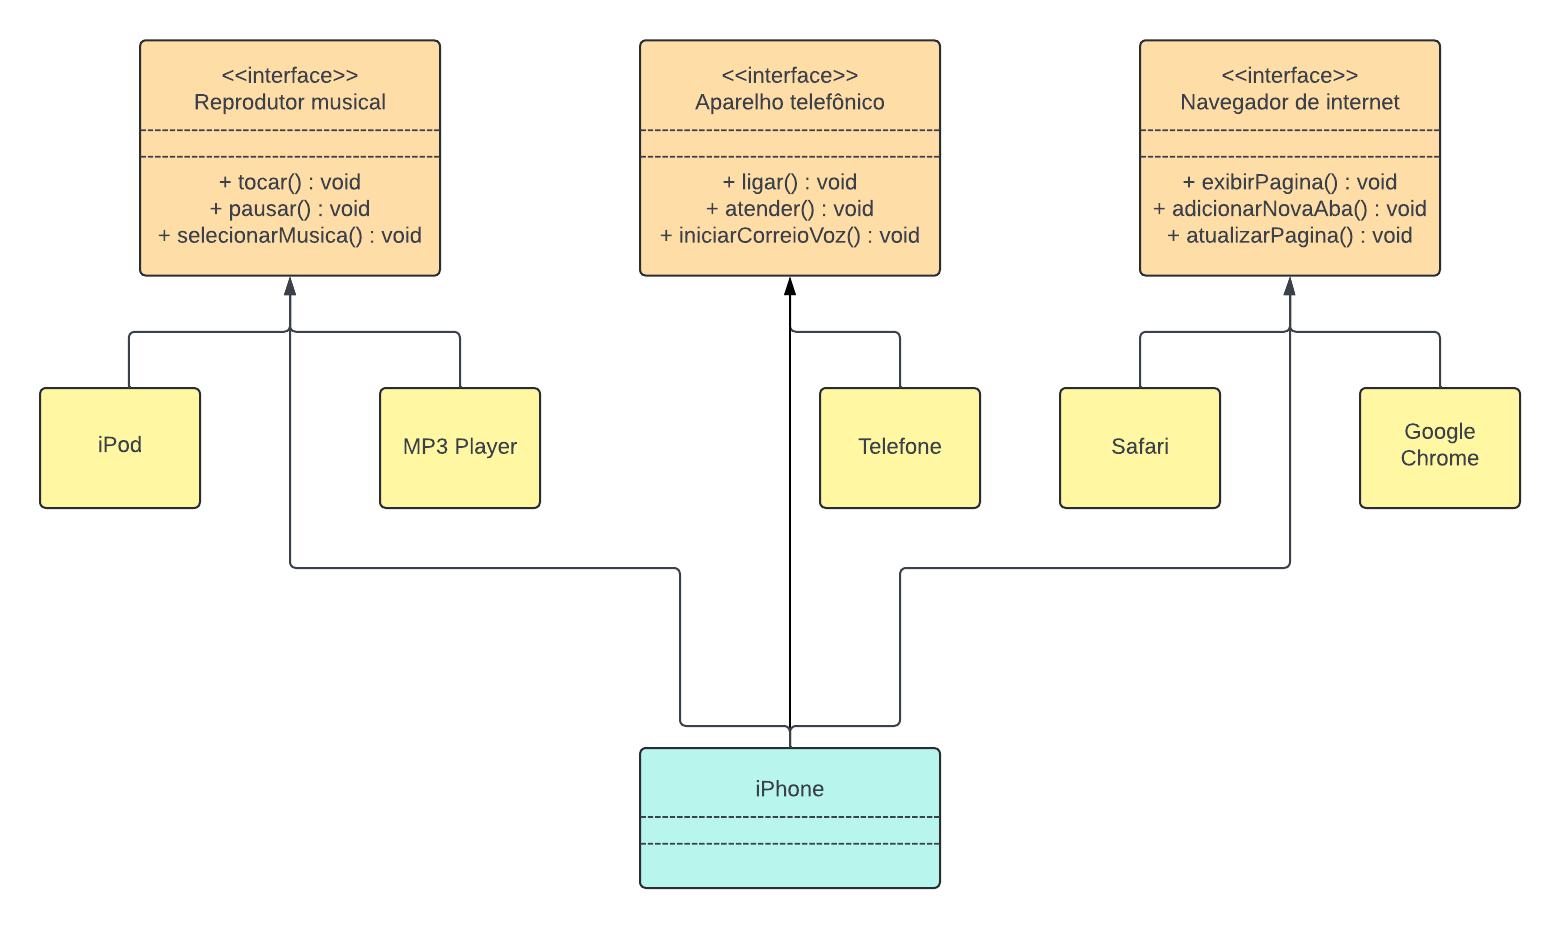 <<interface>>
Reprodutor musical
+ tocar() : void
+ pausar() : void
+ selecionarMusica() : void
<<interface>>
Aparelho telefônico
+ ligar() : void
+ atender() : void
+ iniciarCorreioVoz() : void
<<interface>>
Navegador de internet
+ exibirPagina() : void
+ adicionarNovaAba() : void
+ atualizarPagina() : void
iPod
MP3 Player
Telefone
Safari
Google
Chrome
iPhone